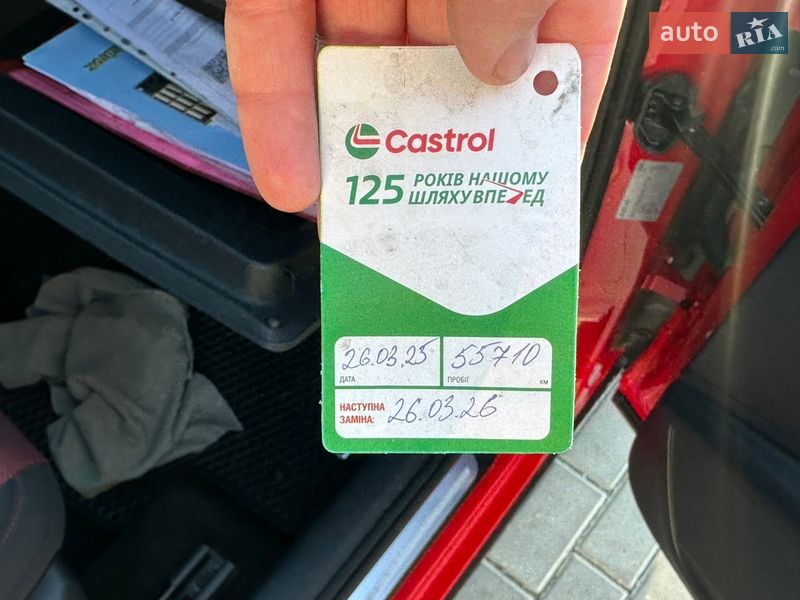 auto RIA
.com
Castrol
125 РОКІВ НАШОМУ
ШЛЯХУ ВПЕРЕД
26.03.25 55710
ДАТА ПРОБІГ КМ
НАСТУПНА
ЗАМІНА: 26.03.26